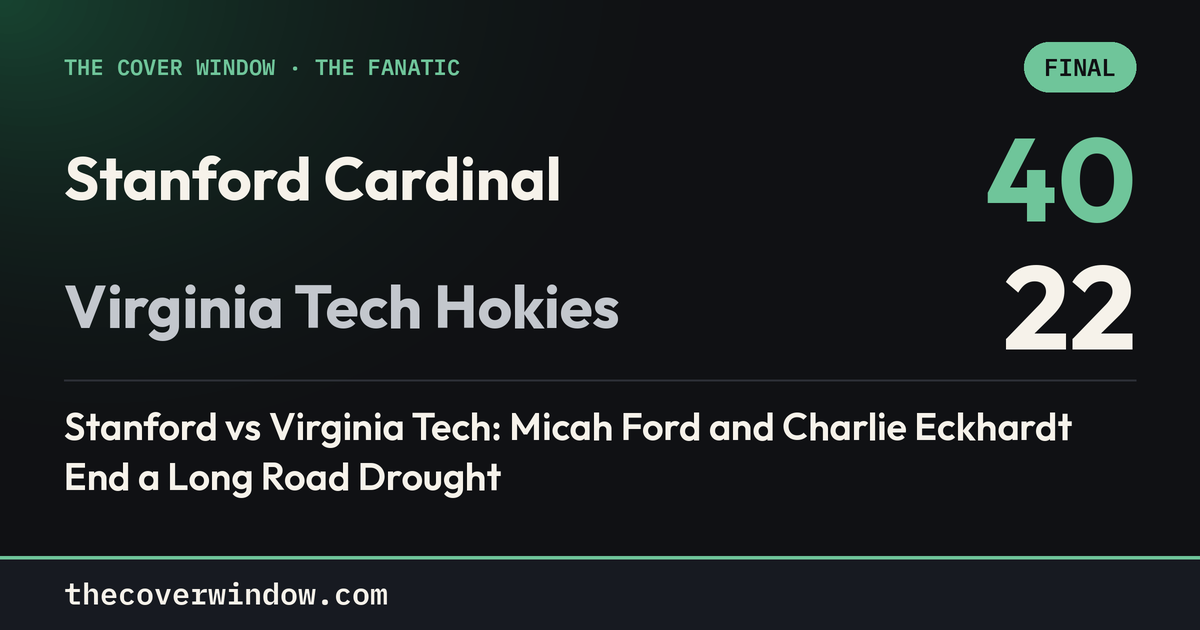 THE COVER WINDOW · THE FANATIC
FINAL
Stanford Cardinal
40
Virginia Tech Hokies
22
Stanford vs Virginia Tech: Micah Ford and Charlie Eckhardt
End a Long Road Drought
thecoverwindow.com